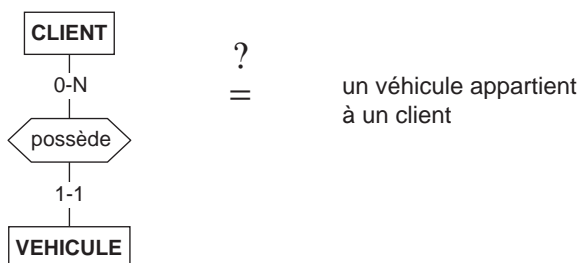 CLIENT
0-N
possède
1-1
VEHICULE
?
=
un véhicule appartient
à un client